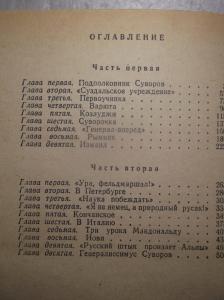 ОГЛАВЛЕНИЕ
Часть первая
Глава первая. Подполковник Суворов
Глава вторая. «Суздальское учреждение»
Глава третья.
Глава четвертая. Варюта
Глава пятая. Козлуджи
Глава шестая. Суворочка
Глава седьмая. «Генерал-вперед»
Глава восьмая. Рымник
Глава девятая. Измаил
Часть вторая
Глава первая. «Ура, фельдмаршал!»
Глава вторая. В Петербурге
Глава третья. «Наука побеждать»
Глава четвертая. «Я не немец, а природный русак!»
Глава пятая. Кончанское
Глава шестая. В Италию
Глава седьмая. Три урока Макдональду
Глава восьмая. Нови
Глава девятая. «Русский штык Альпы»
Глава десятая. Генералиссимус Суворов